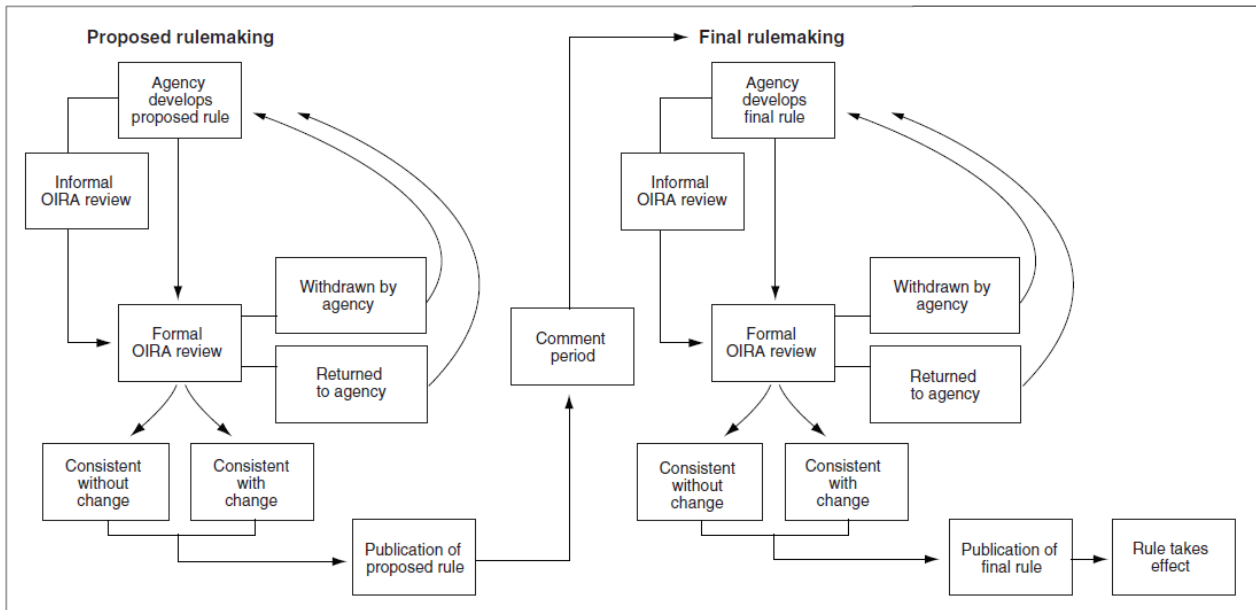 Proposed rulemaking
Agency
develops
proposed rule
Informal
OIRA review
Withdrawn by
agency
Formal
OIRA review
Returned
to agency
Consistent
without
change
Consistent
with
change
Publication of
proposed rule
Comment
period
Final rulemaking
Agency
develops
final rule
Informal
OIRA review
Withdrawn by
agency
Formal
OIRA review
Returned
to agency
Consistent
without
change
Consistent
with
change
Publication of
final rule
Rule takes
effect